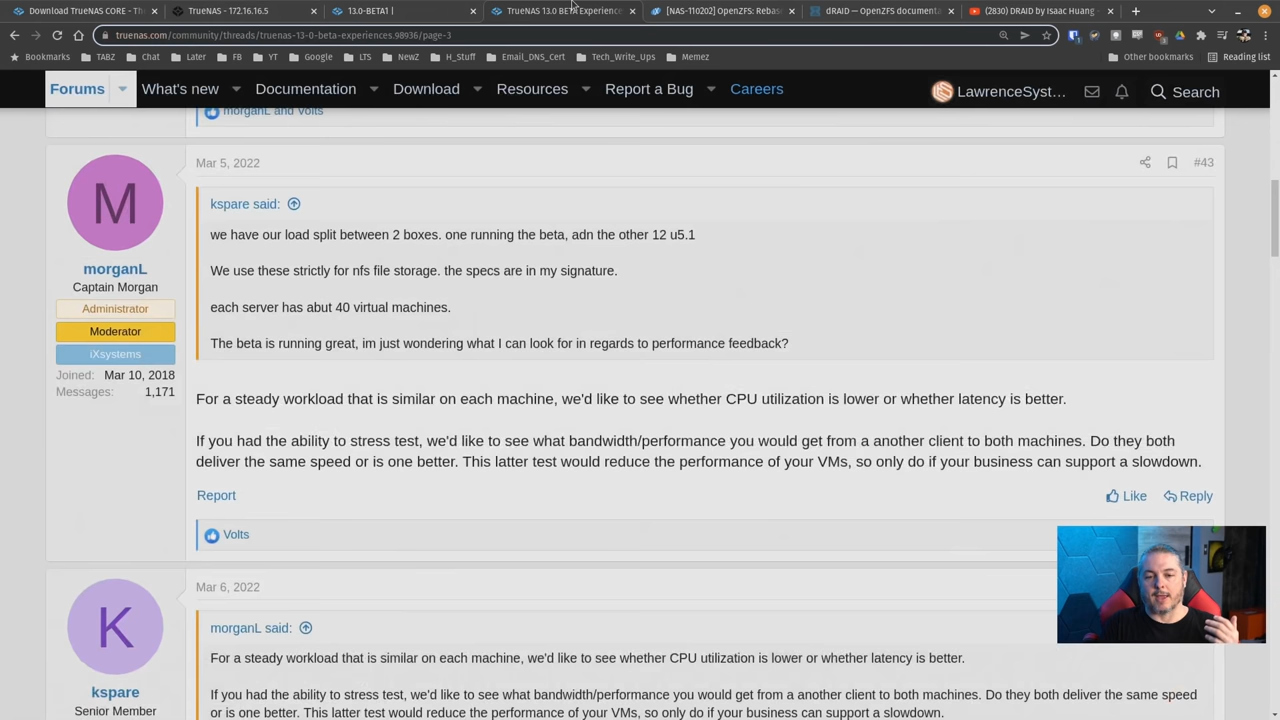 Download TrueNAS CORE - Th
TrueNAS - 172.16.16.5
13.0-BETA1 |
TrueNAS 13.0 BETA Experience
[NAS-110202] OpenZFS: Rebas
dRAID — OpenZFS documenta
(2830) DRAID by Isaac Huang -
truenas.com/community/threads/truenas-13-0-beta-experiences.98936/page-3
Bookmarks TABZ Chat Later FB YT Google LTS NewZ H_Stuff Email_DNS_Cert Tech_Write_Ups Memez Other bookmarks Reading list
Forums What's new Documentation Download Resources Report a Bug Careers LawrenceSyst… Search
morganL and Volts
M
morganL
Captain Morgan
Administrator
Moderator
iXsystems
Joined: Mar 10, 2018
Messages: 1,171
Mar 5, 2022 #43
kspare said:
we have our load split between 2 boxes. one running the beta, adn the other 12 u5.1
We use these strictly for nfs file storage. the specs are in my signature.
each server has abut 40 virtual machines.
The beta is running great, im just wondering what I can look for in regards to performance feedback?
For a steady workload that is similar on each machine, we'd like to see whether CPU utilization is lower or whether latency is better.
If you had the ability to stress test, we'd like to see what bandwidth/performance you would get from a another client to both machines. Do they both
deliver the same speed or is one better. This latter test would reduce the performance of your VMs, so only do if your business can support a slowdown.
Report Like Reply
Volts
K
kspare
Senior Member
Mar 6, 2022
morganL said:
For a steady workload that is similar on each machine, we'd like to see whether CPU utilization is lower or whether latency is better.
If you had the ability to stress test, we'd like to see what bandwidth/performance you would get from a another client to both machines. Do they both deliver the same speed
or is one better. This latter test would reduce the performance of your VMs, so only do if your business can support a slowdown.